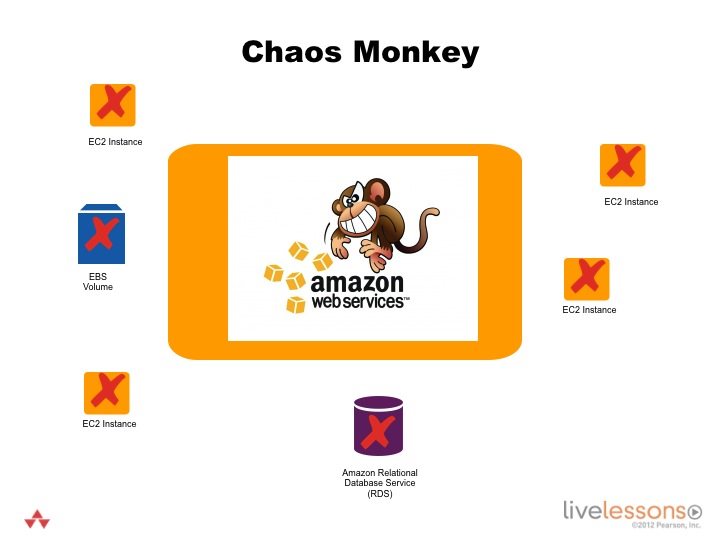 Chaos Monkey
EC2 Instance
EC2 Instance
EBS
Volume
amazon
webservices™
EC2 Instance
EC2 Instance
Amazon Relational
Database Service
(RDS)
livelessons
©2012 Pearson, Inc.